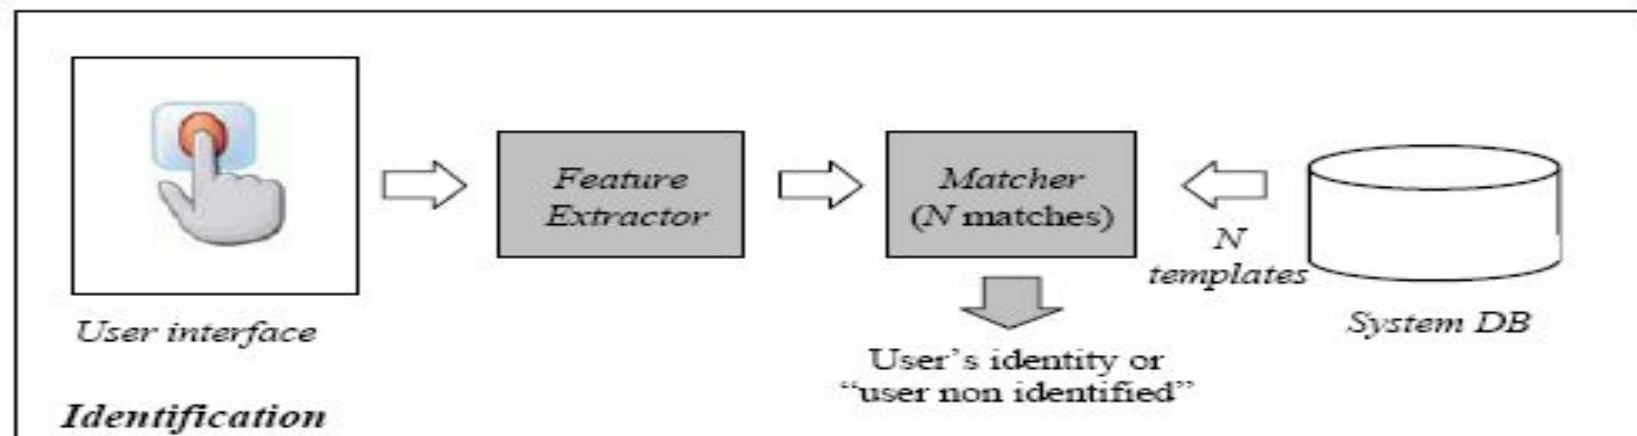 Feature
Extractor
Matcher
(N matches)
N
templates
User interface
System DB
User's identity or
“user non identified”
Identification